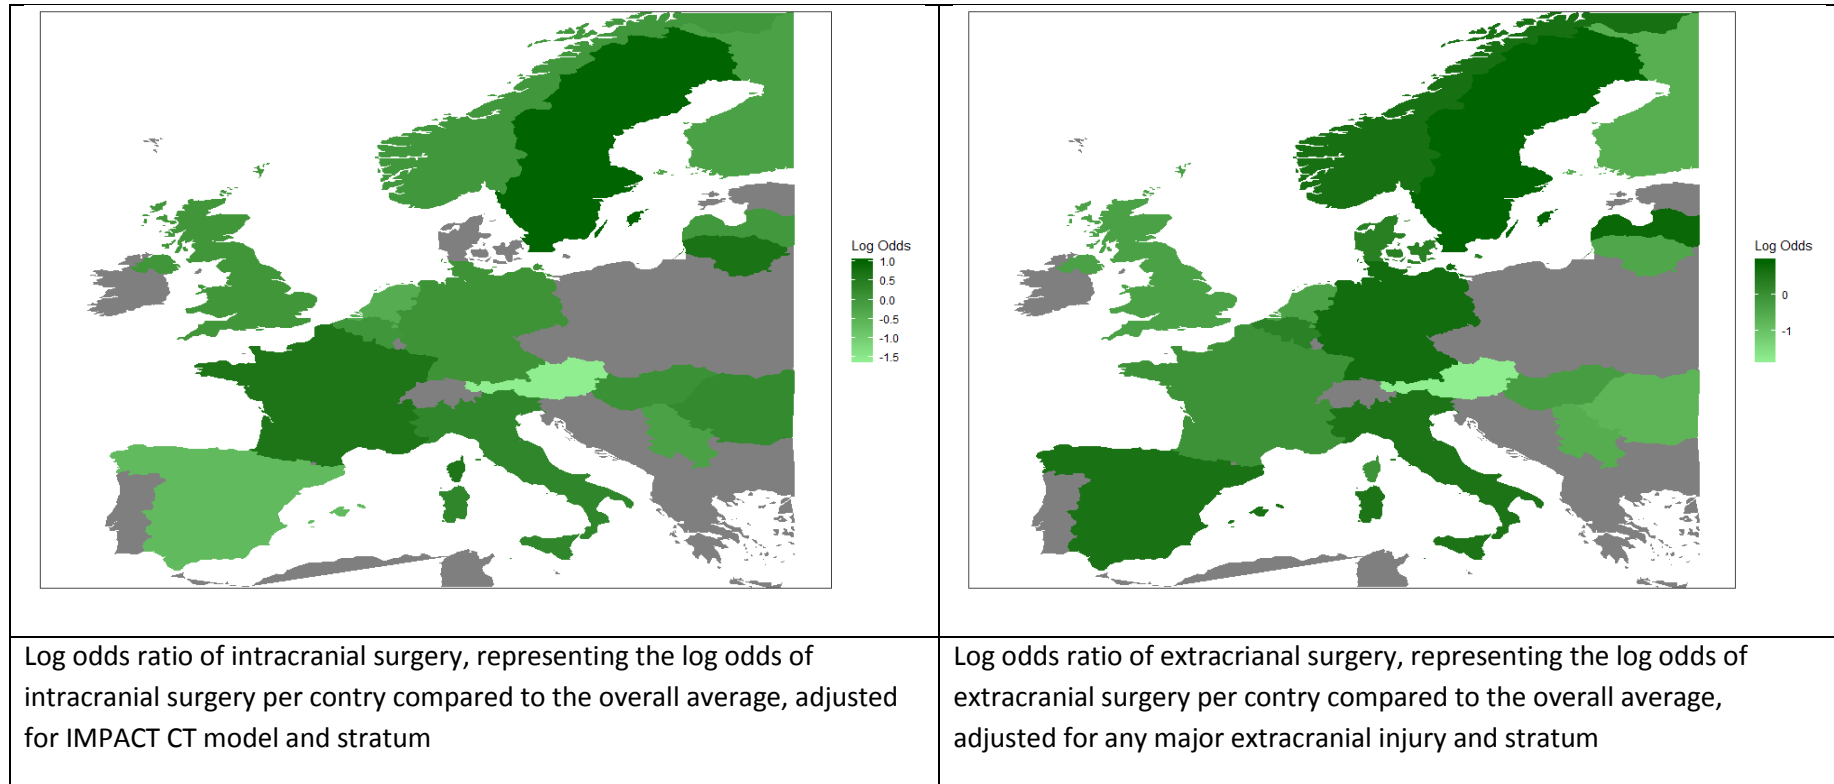 Log Odds
1.0
0.5
0.0
-0.5
-1.0
-1.5
Log Odds
0
-1
Log odds ratio of intracranial surgery, representing the log odds of
intracranial surgery per contry compared to the overall average, adjusted
for IMPACT CT model and stratum
Log odds ratio of extracrianal surgery, representing the log odds of
extracranial surgery per contry compared to the overall average,
adjusted for any major extracranial injury and stratum